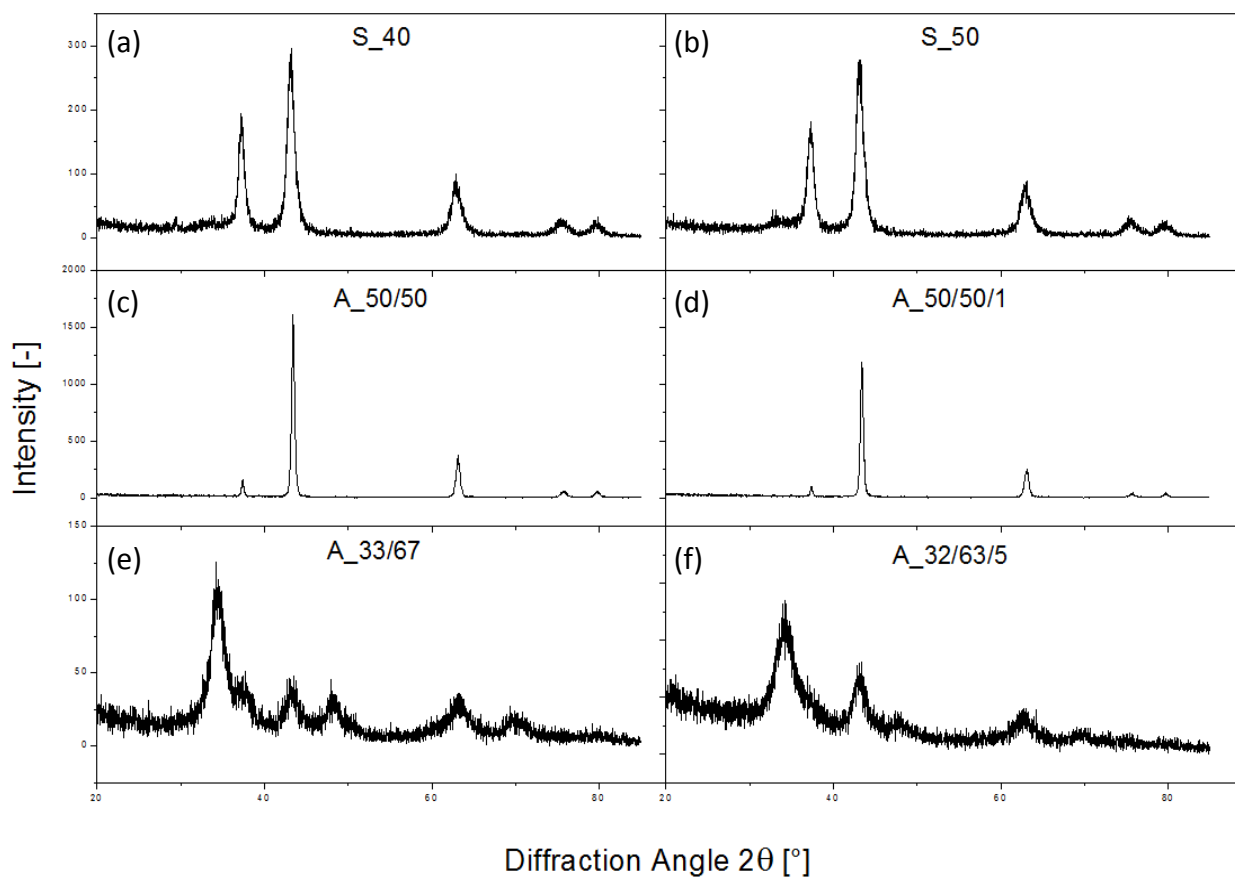 (a) S_40
(b) S_50
300
200
100
0
(c) A_50/50
(d) A_50/50/1
2000
1500
1000
500
0
(e) A_33/67
(f) A_32/63/5
150
100
50
0
20 40 60 80
20 40 60 80
Intensity [-]
Diffraction Angle 2θ [°]